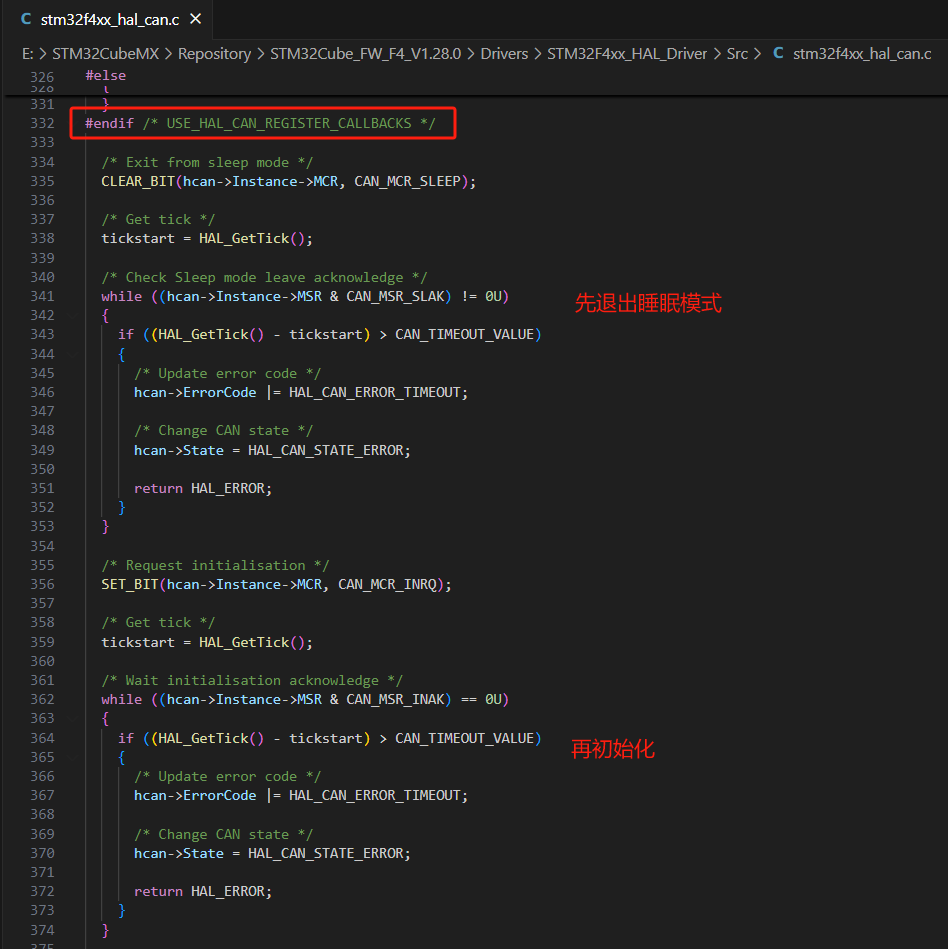 C stm32f4xx_hal_can.c ×
E: > STM32CubeMX > Repository > STM32Cube_FW_F4_V1.28.0 > Drivers > STM32F4xx_HAL_Driver > Src > C stm32f4xx_hal_can.c
326 #else
328 {
331 }
332 #endif /* USE_HAL_CAN_REGISTER_CALLBACKS */
333
334 /* Exit from sleep mode */
335 CLEAR_BIT(hcan->Instance->MCR, CAN_MCR_SLEEP);
336
337 /* Get tick */
338 tickstart = HAL_GetTick();
339
340 /* Check Sleep mode leave acknowledge */
341 while ((hcan->Instance->MSR & CAN_MSR_SLAK) != 0U)
先退出睡眠模式
342 {
343 if ((HAL_GetTick() - tickstart) > CAN_TIMEOUT_VALUE)
344 {
345 /* Update error code */
346 hcan->ErrorCode |= HAL_CAN_ERROR_TIMEOUT;
347
348 /* Change CAN state */
349 hcan->State = HAL_CAN_STATE_ERROR;
350
351 return HAL_ERROR;
352 }
353 }
354
355 /* Request initialisation */
356 SET_BIT(hcan->Instance->MCR, CAN_MCR_INRQ);
357
358 /* Get tick */
359 tickstart = HAL_GetTick();
360
361 /* Wait initialisation acknowledge */
362 while ((hcan->Instance->MSR & CAN_MSR_INAK) == 0U)
363 {
364 if ((HAL_GetTick() - tickstart) > CAN_TIMEOUT_VALUE)
再初始化
365 {
366 /* Update error code */
367 hcan->ErrorCode |= HAL_CAN_ERROR_TIMEOUT;
368
369 /* Change CAN state */
370 hcan->State = HAL_CAN_STATE_ERROR;
371
372 return HAL_ERROR;
373 }
374 }
375